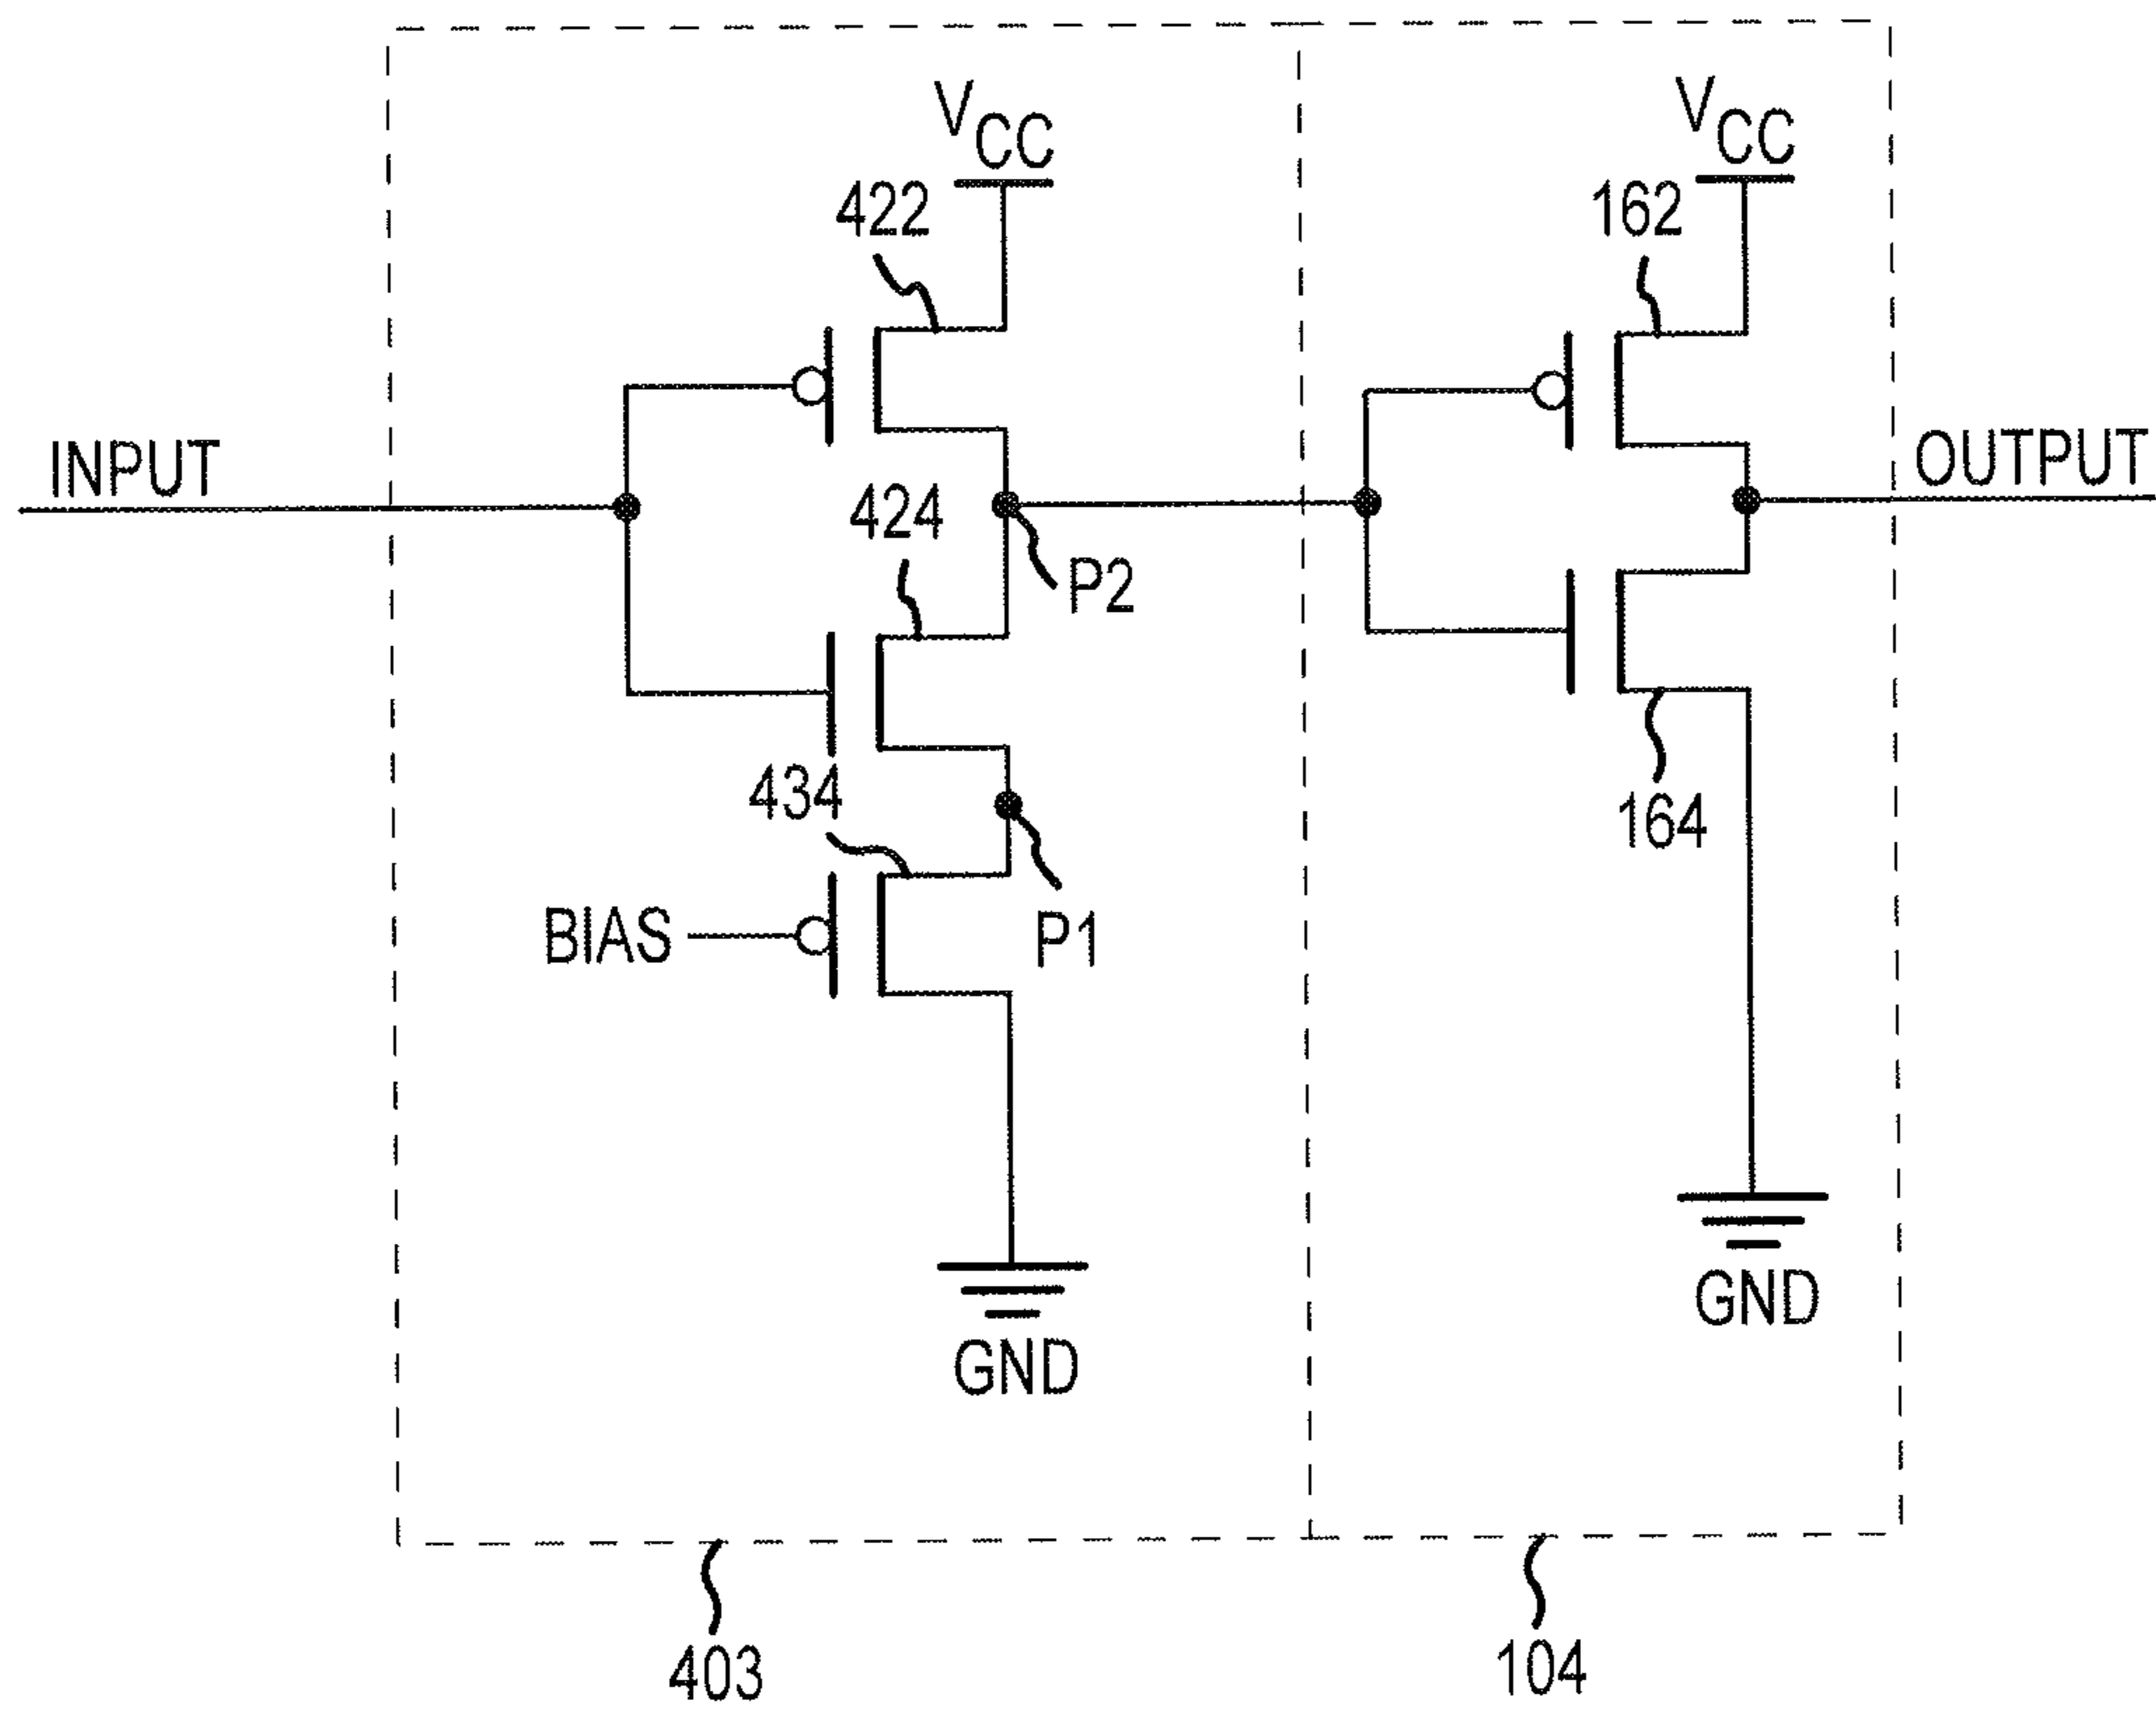 VCC
VCC
422
162
INPUT
OUTPUT
424
P2
434
164
BIAS
P1
GND
GND
403
104